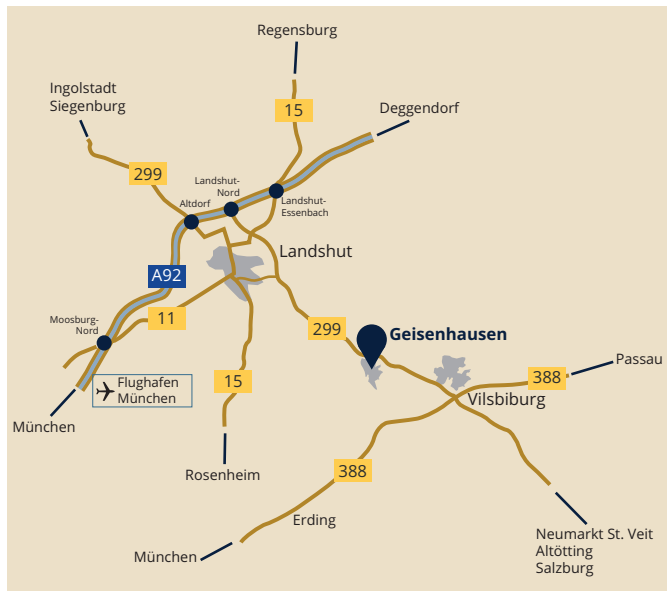 Regensburg
Ingolstadt
Siegenburg
15
Deggendorf
299
Landshut-
Nord
Altdorf
Landshut-
Essenbach
Landshut
A92
Moosburg-
Nord
11
299
Geisenhausen
Passau
388
15
Flughafen
München
Vilsbiburg
München
Rosenheim
388
Erding
München
Neumarkt St. Veit
Altötting
Salzburg